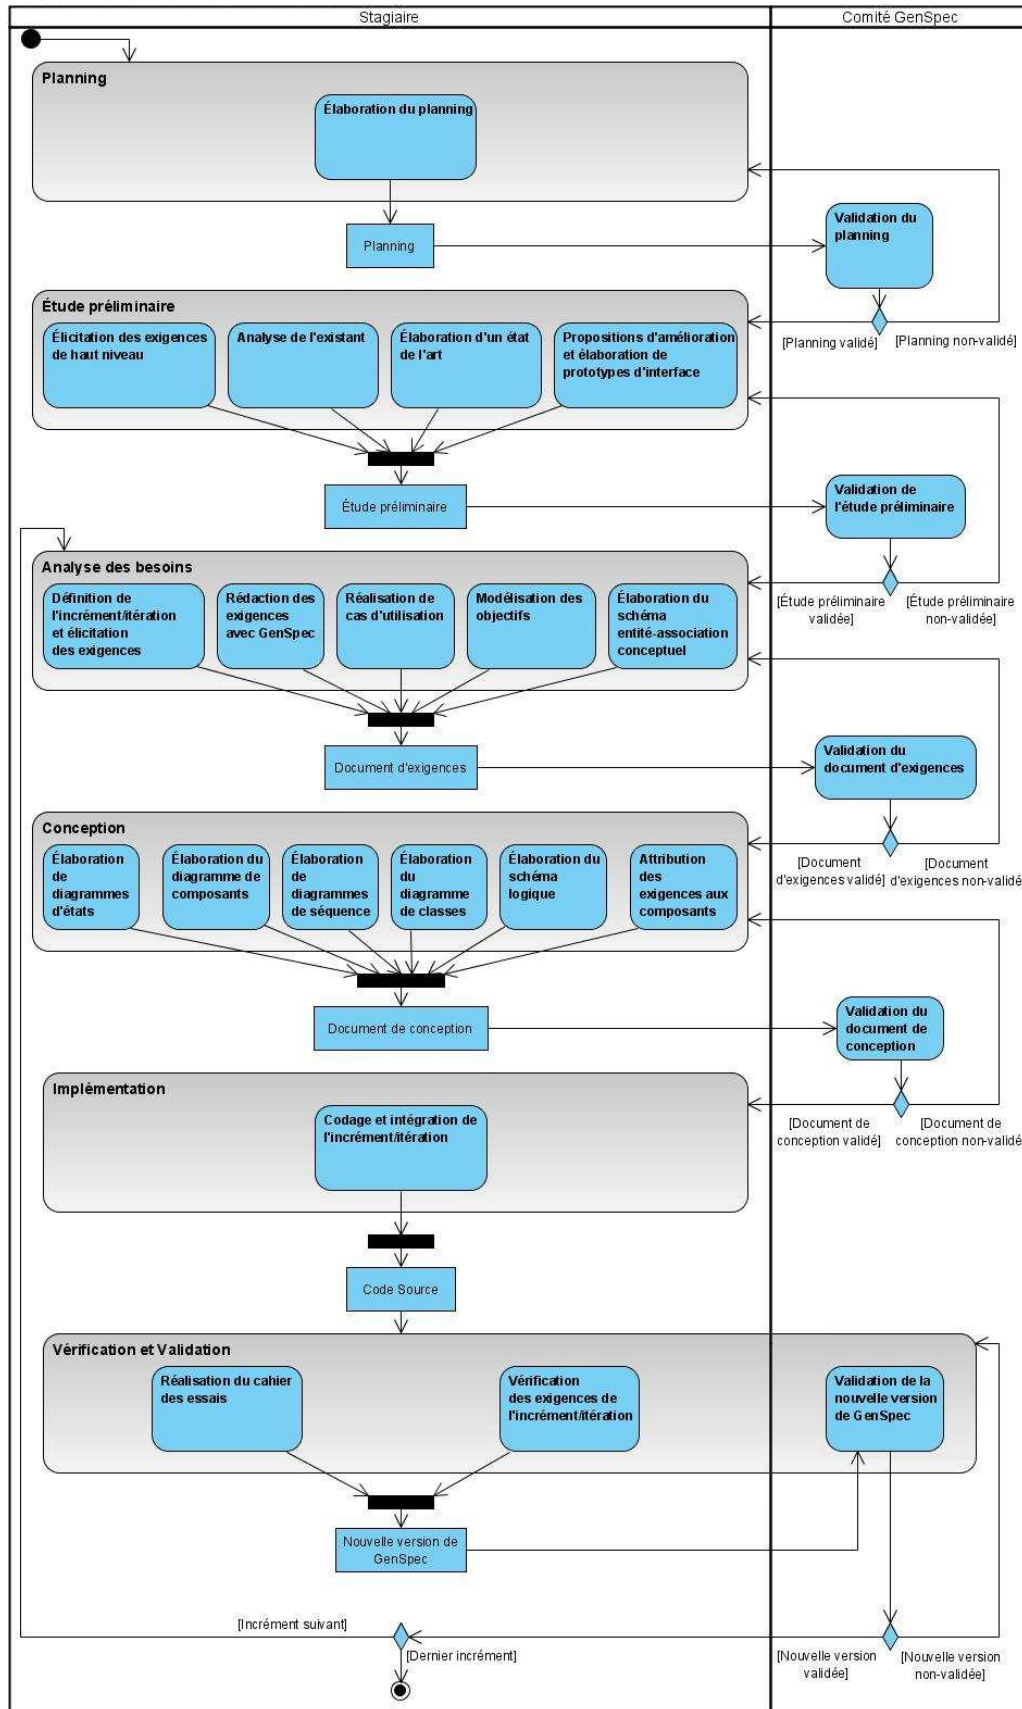 Stagiaire
Comité GenSpec
Planning
Élaboration du planning
Planning
Validation du
planning
[Planning validé]
[Planning non-validé]
Étude préliminaire
Élicitation des exigences
de haut niveau
Analyse de l'existant
Élaboration d'un état
de l'art
Propositions d'amélioration
et élaboration de
prototypes d'interface
Étude préliminaire
Validation de
l'étude préliminaire
[Étude préliminaire
validée]
[Étude préliminaire
non-validée]
Analyse des besoins
Définition de
l'incrément/itération
et élicitation
des exigences
Rédaction des
exigences
avec GenSpec
Réalisation de
cas d'utilisation
Modélisation des
objectifs
Élaboration du
schéma
entité-association
conceptuel
Document d'exigences
Validation du
document d'exigences
[Document
d'exigences validé]
[Document
d'exigences non-validé
Conception
Élaboration
de
diagrammes
d'états
Élaboration du
diagramme de
composants
Élaboration
de
diagrammes
de séquence
Élaboration
du
diagramme
de classes
Élaboration du
schéma
logique
Attribution
des
exigences aux
composants
Document de conception
Validation du
document de
conception
[Document de
conception validé]
[Document de
conception non-validé
Implémentation
Codage et intégration de
l'incrément/itération
Code Source
Vérification et Validation
Réalisation du cahier
des essais
Vérification
des exigences de
l'incrément/itération
Validation de la
nouvelle version
de GenSpec
Nouvelle version de
GenSpec
[Incrément suivant]
[Dernier incrément]
[Nouvelle version
validée]
[Nouvelle version
non-validée]